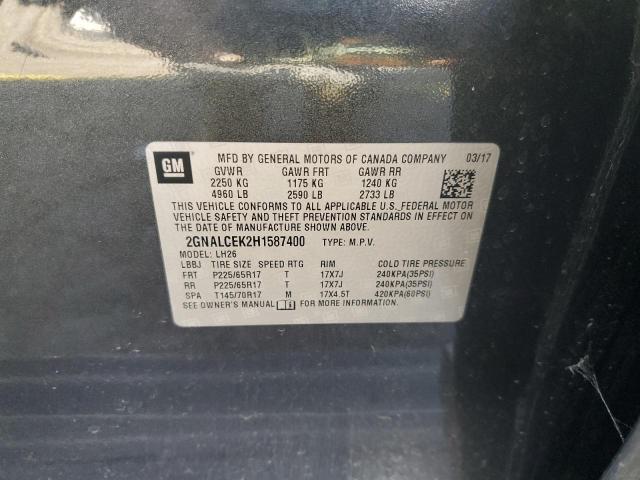 GM
MFD BY GENERAL MOTORS OF CANADA COMPANY 03/17
GVWR GAWR FRT GAWR RR
2250 KG 1175 KG 1240 KG
4960 LB 2590 LB 2733 LB
THIS VEHICLE CONFORMS TO ALL APPLICABLE U.S. FEDERAL MOTOR
VEHICLE SAFETY AND THEFT PREVENTION STANDARDS IN EFFECT ON
THE DATE OF MANUFACTURE SHOWN ABOVE.
2GNALCEK2H1587400 TYPE: M.P.V.
MODEL: LH26
LBBJ TIRE SIZE SPEED RTG RIM COLD TIRE PRESSURE
FRT P225/65R17 T 17X7J 240KPA(35PSI)
RR P225/65R17 T 17X7J 240KPA(35PSI)
SPA T145/70R17 M 17X4.5T 420KPA(60PSI)
SEE OWNER'S MANUAL FOR MORE INFORMATION.